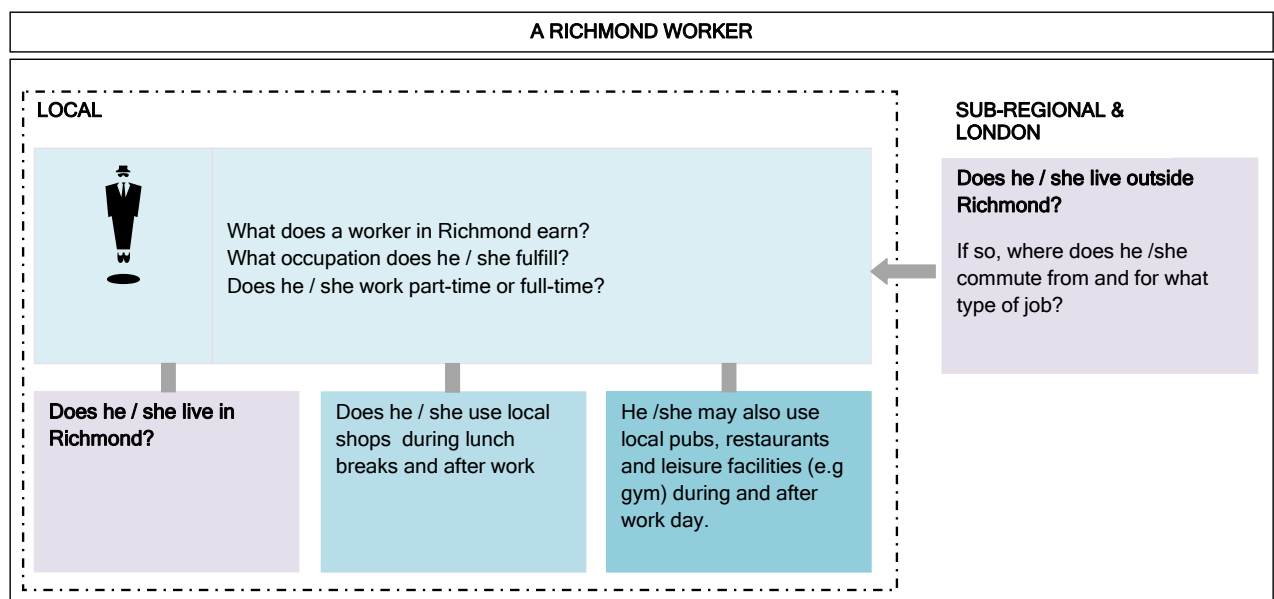 A RICHMOND WORKER
LOCAL
What does a worker in Richmond earn?
What occupation does he / she fulfill?
Does he / she work part-time or full-time?
Does he / she live in
Richmond?
Does he / she use local
shops during lunch
breaks and after work
He /she may also use
local pubs, restaurants
and leisure facilities (e.g
gym) during and after
work day.
SUB-REGIONAL &
LONDON
Does he / she live outside
Richmond?
If so, where does he /she
commute from and for what
type of job?